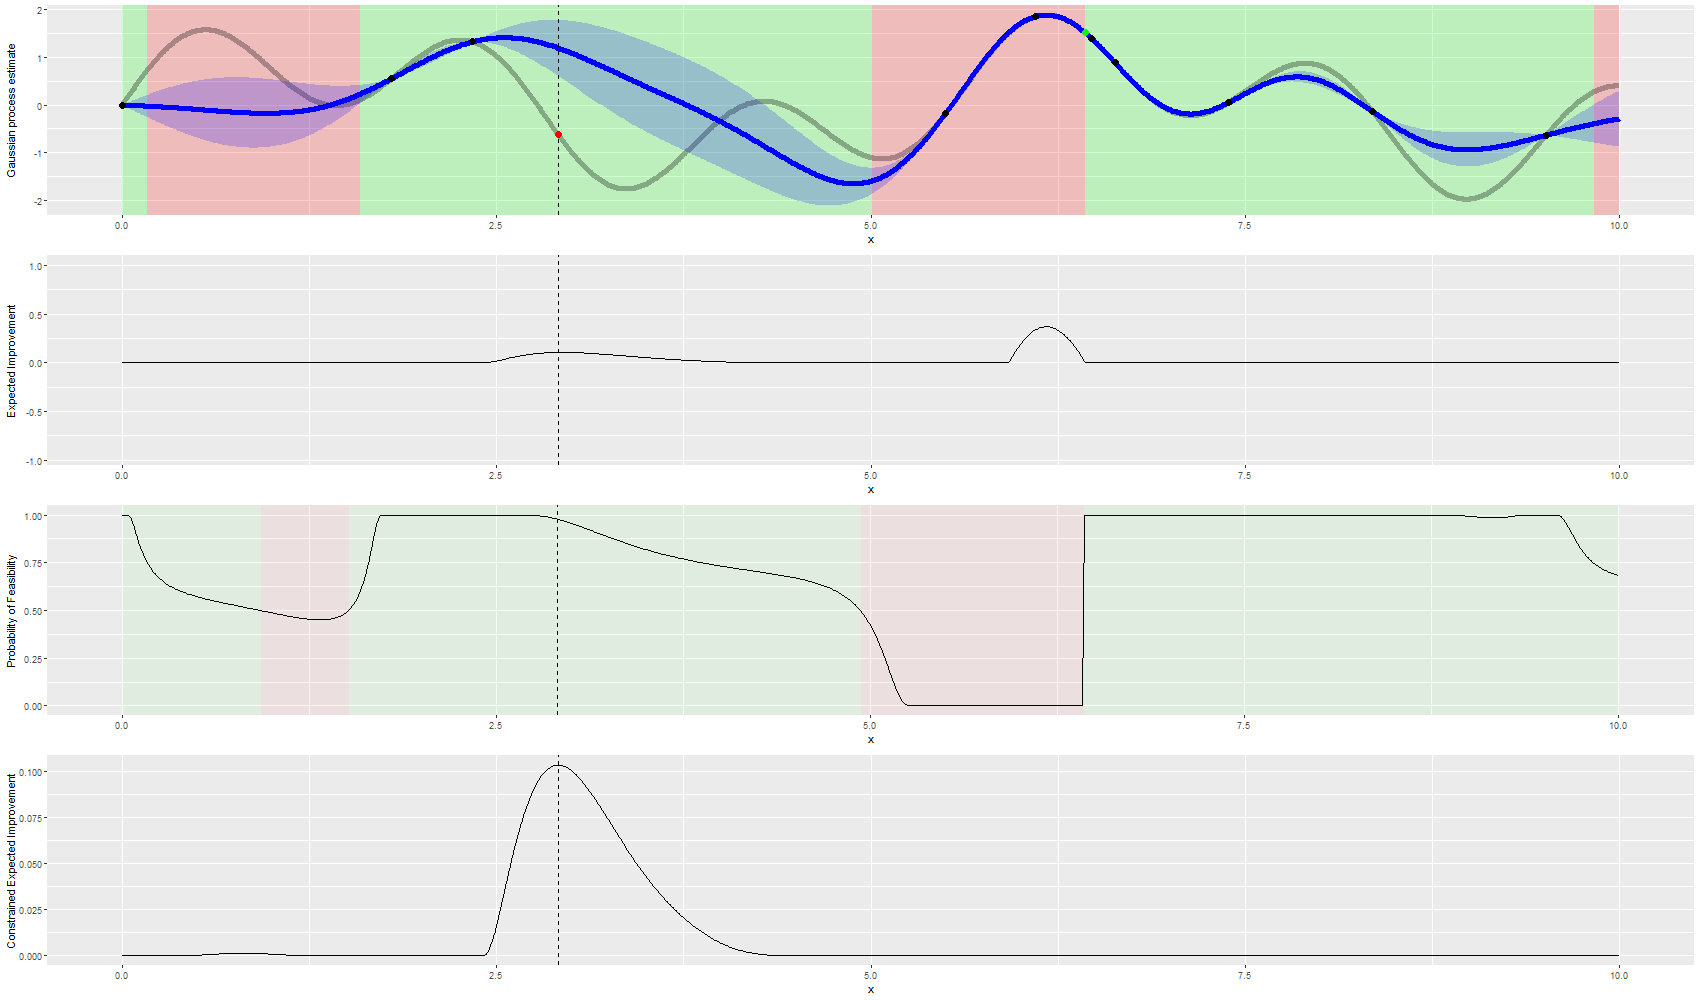 Gaussian process estimate
2
1
0
-1
-2
0.0 2.5 5.0 7.5 10.0
x
Expected Improvement
1.0
0.5
0.0
-0.5
-1.0
0.0 2.5 5.0 7.5 10.0
x
Probability of Feasibility
1.00
0.75
0.50
0.25
0.00
0.0 2.5 5.0 7.5 10.0
x
Constrained Expected Improvement
0.100
0.075
0.050
0.025
0.000
0.0 2.5 5.0 7.5 10.0
x